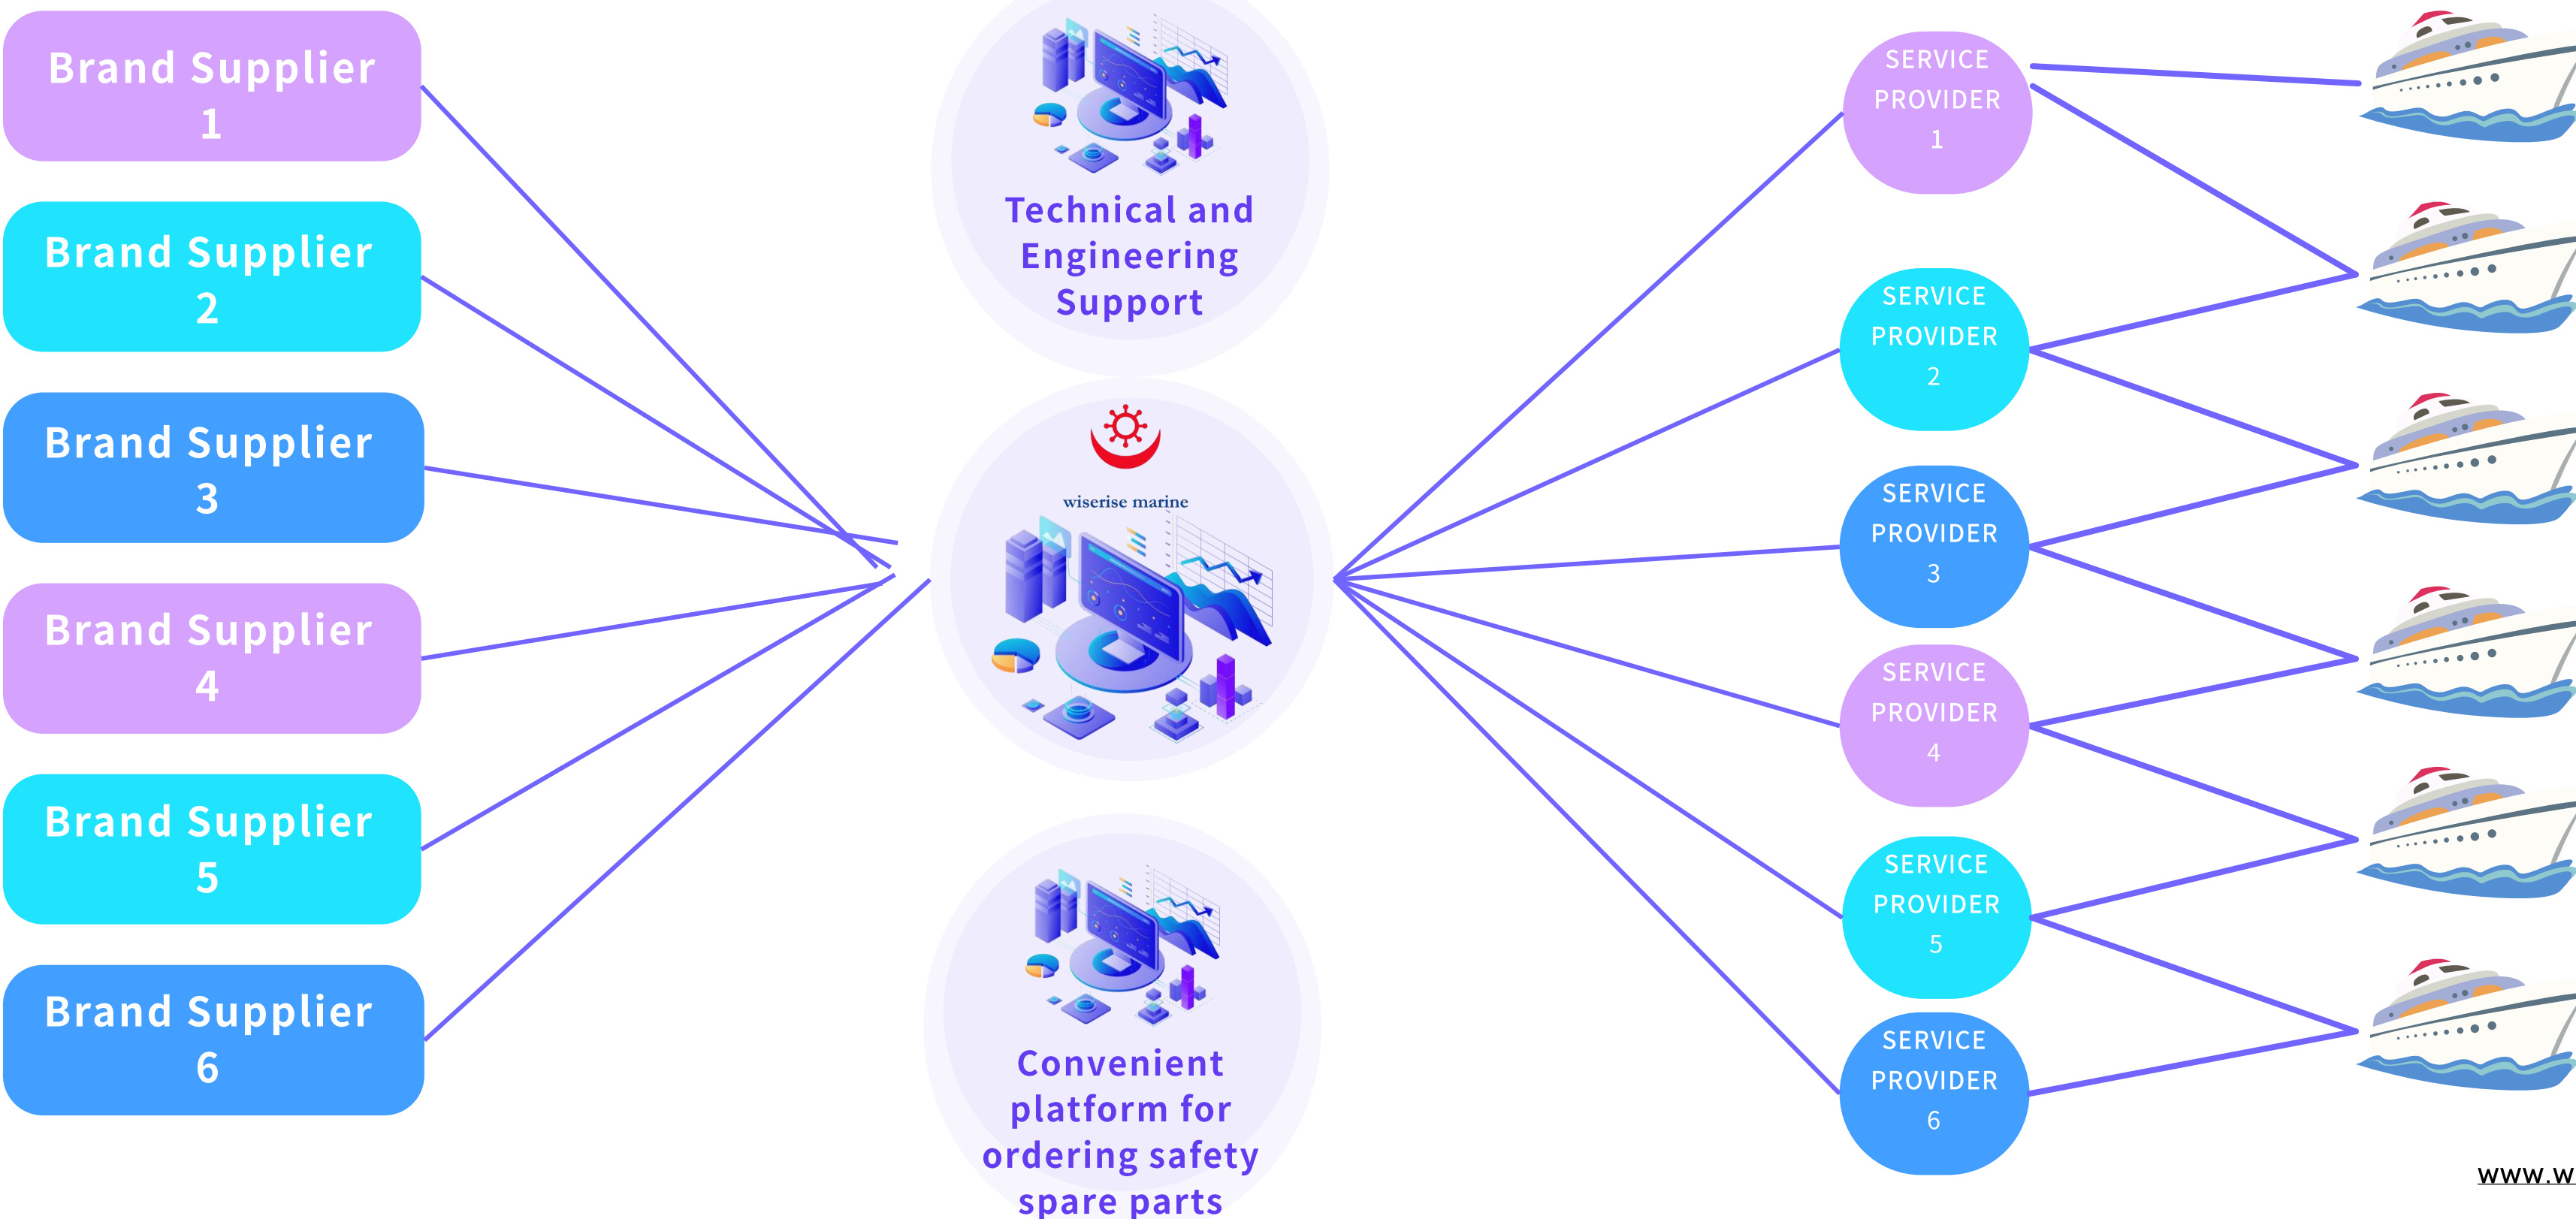 Brand Supplier
1
Brand Supplier
2
Brand Supplier
3
Brand Supplier
4
Brand Supplier
5
Brand Supplier
6
Technical and
Engineering
Support
wiserise marine
Convenient
platform for
ordering safety
spare parts
SERVICE
PROVIDER
1
SERVICE
PROVIDER
2
SERVICE
PROVIDER
3
SERVICE
PROVIDER
4
SERVICE
PROVIDER
5
SERVICE
PROVIDER
6